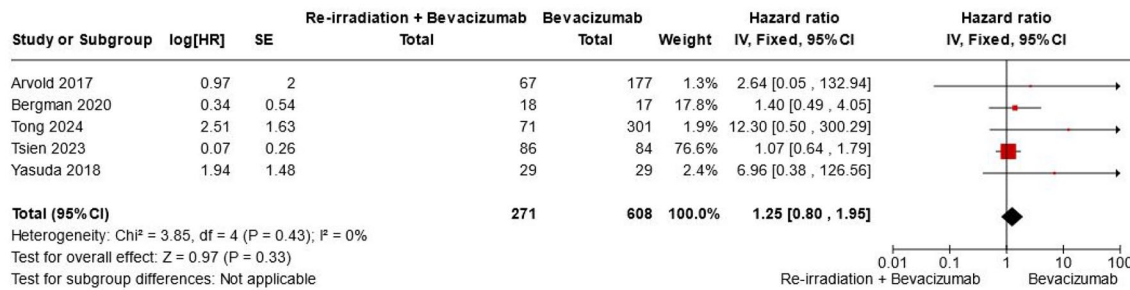 Re-irradiation + Bevacizumab Bevacizumab Hazard ratio Hazard ratio
Study or Subgroup log[HR] SE Total Total Weight IV, Fixed, 95%CI IV, Fixed, 95%CI
Arvold 2017 0.97 2 67 177 1.3% 2.64 [0.05 , 132.94]
Bergman 2020 0.34 0.54 18 17 17.8% 1.40 [0.49 , 4.05]
Tong 2024 2.51 1.63 71 301 1.9% 12.30 [0.50 , 300.29]
Tsien 2023 0.07 0.26 86 84 76.6% 1.07 [0.64 , 1.79]
Yasuda 2018 1.94 1.48 29 29 2.4% 6.96 [0.38 , 126.56]
Total (95%CI) 271 608 100.0% 1.25 [0.80 , 1.95]
Heterogeneity: Chi² = 3.85, df = 4 (P = 0.43); I² = 0%
Test for overall effect: Z = 0.97 (P = 0.33)
Test for subgroup differences: Not applicable
0.01 0.1 1 10 100
Re-irradiation + Bevacizumab Bevacizumab